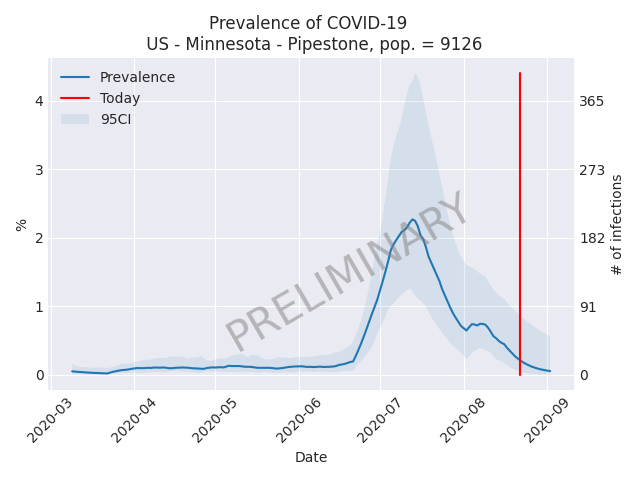 Prevalence of COVID-19
US - Minnesota - Pipestone, pop. = 9126
Prevalence
Today
95CI
PRELIMINARY
%
4
3
2
1
0
# of infections
365
273
182
91
0
2020-03
2020-04
2020-05
2020-06
2020-07
2020-08
2020-09
Date